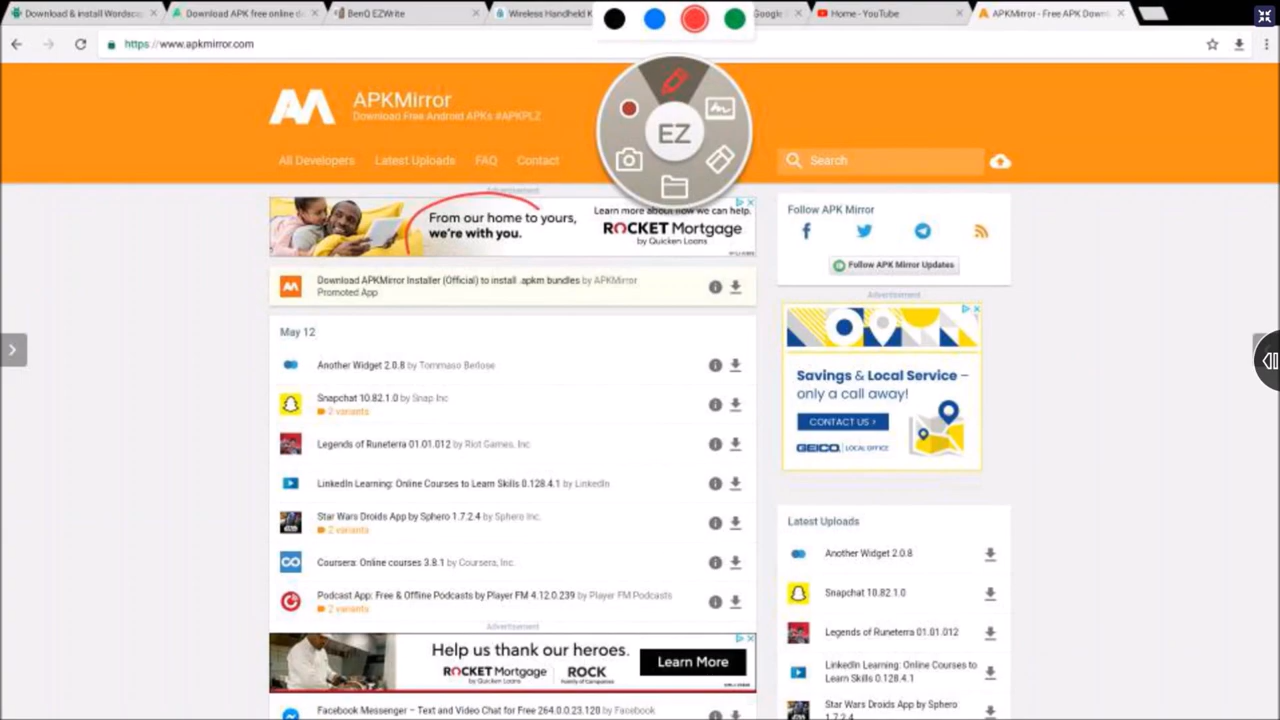 Download & install Wordsca
Download APK free online d
BenQ EZWrite
Wireless Handheld K
Google
Home - YouTube
APKMirror - Free APK Down
https://www.apkmirror.com
APKMirror
Download Free Android APKs #APKPLZ
EZ
All Developers
Latest Uploads
FAQ
Contact
Search
Advertisement
From our home to yours,
we're with you.
Learn more about how we can help.
ROCKET Mortgage
by Quicken Loans
Follow APK Mirror
Follow APK Mirror Updates
Download APKMirror Installer (Official) to install .apkm bundles by APKMirror
Promoted App
Advertisement
Savings & Local Service –
only a call away!
CONTACT US >
GEICO | LOCAL OFFICE
May 12
Another Widget 2.0.8 by Tommaso Berlose
Snapchat 10.82.1.0 by Snap Inc
2 variants
Legends of Runeterra 01.01.012 by Riot Games, Inc
LinkedIn Learning: Online Courses to Learn Skills 0.128.4.1 by LinkedIn
Star Wars Droids App by Sphero 1.7.2.4 by Sphero Inc.
2 variants
Coursera: Online courses 3.8.1 by Coursera, Inc.
Podcast App: Free & Offline Podcasts by Player FM 4.12.0.239 by Player FM Podcasts
2 variants
Advertisement
Help us thank our heroes.
ROCKET Mortgage
by Quicken Loans
ROCK
Family of Companies
Learn More
Facebook Messenger – Text and Video Chat for Free 264.0.0.23.120 by Facebook
Latest Uploads
Another Widget 2.0.8
Snapchat 10.82.1.0
Legends of Runeterra 01.01.012
LinkedIn Learning: Online Courses to
Learn Skills 0.128.4.1
Star Wars Droids App by Sphero
1.7.2.4